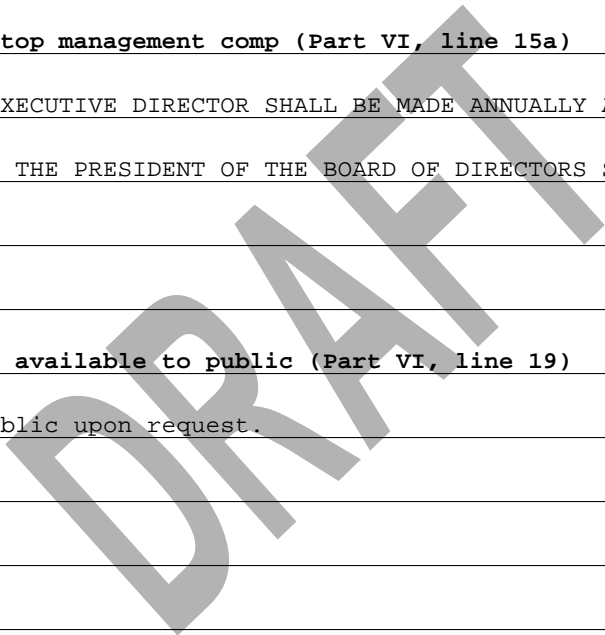 top management comp (Part VI, line 15a)
XECUTIVE DIRECTOR SHALL BE MADE ANNUALLY
THE PRESIDENT OF THE BOARD OF DIRECTORS
available to public (Part VI, line 19)
blic upon request.
DRAFT